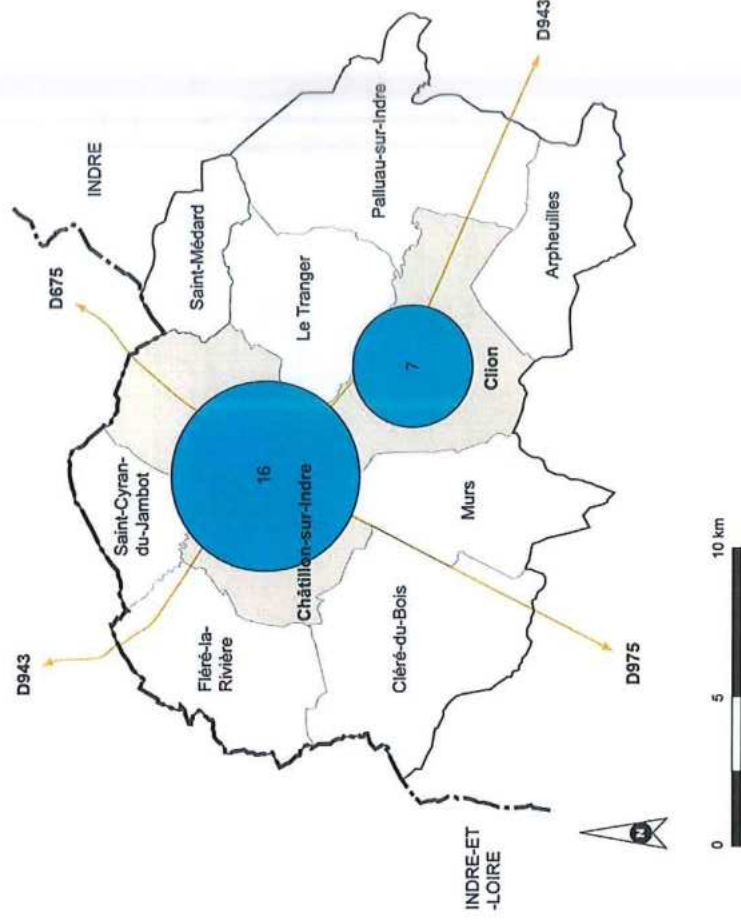 INDRE
D675
D943
Saint-Médard
Saint-Cyran-
du-Jambot
Fléré-la-
Rivière
Le Tranger
Palluau-sur-Indre
16
Châtillon-sur-Indre
7
Clion
D943
Arpheuilles
Murs
Cléré-du-Bois
D975
INDRE-ET
-LOIRE
N
0
5
10 km